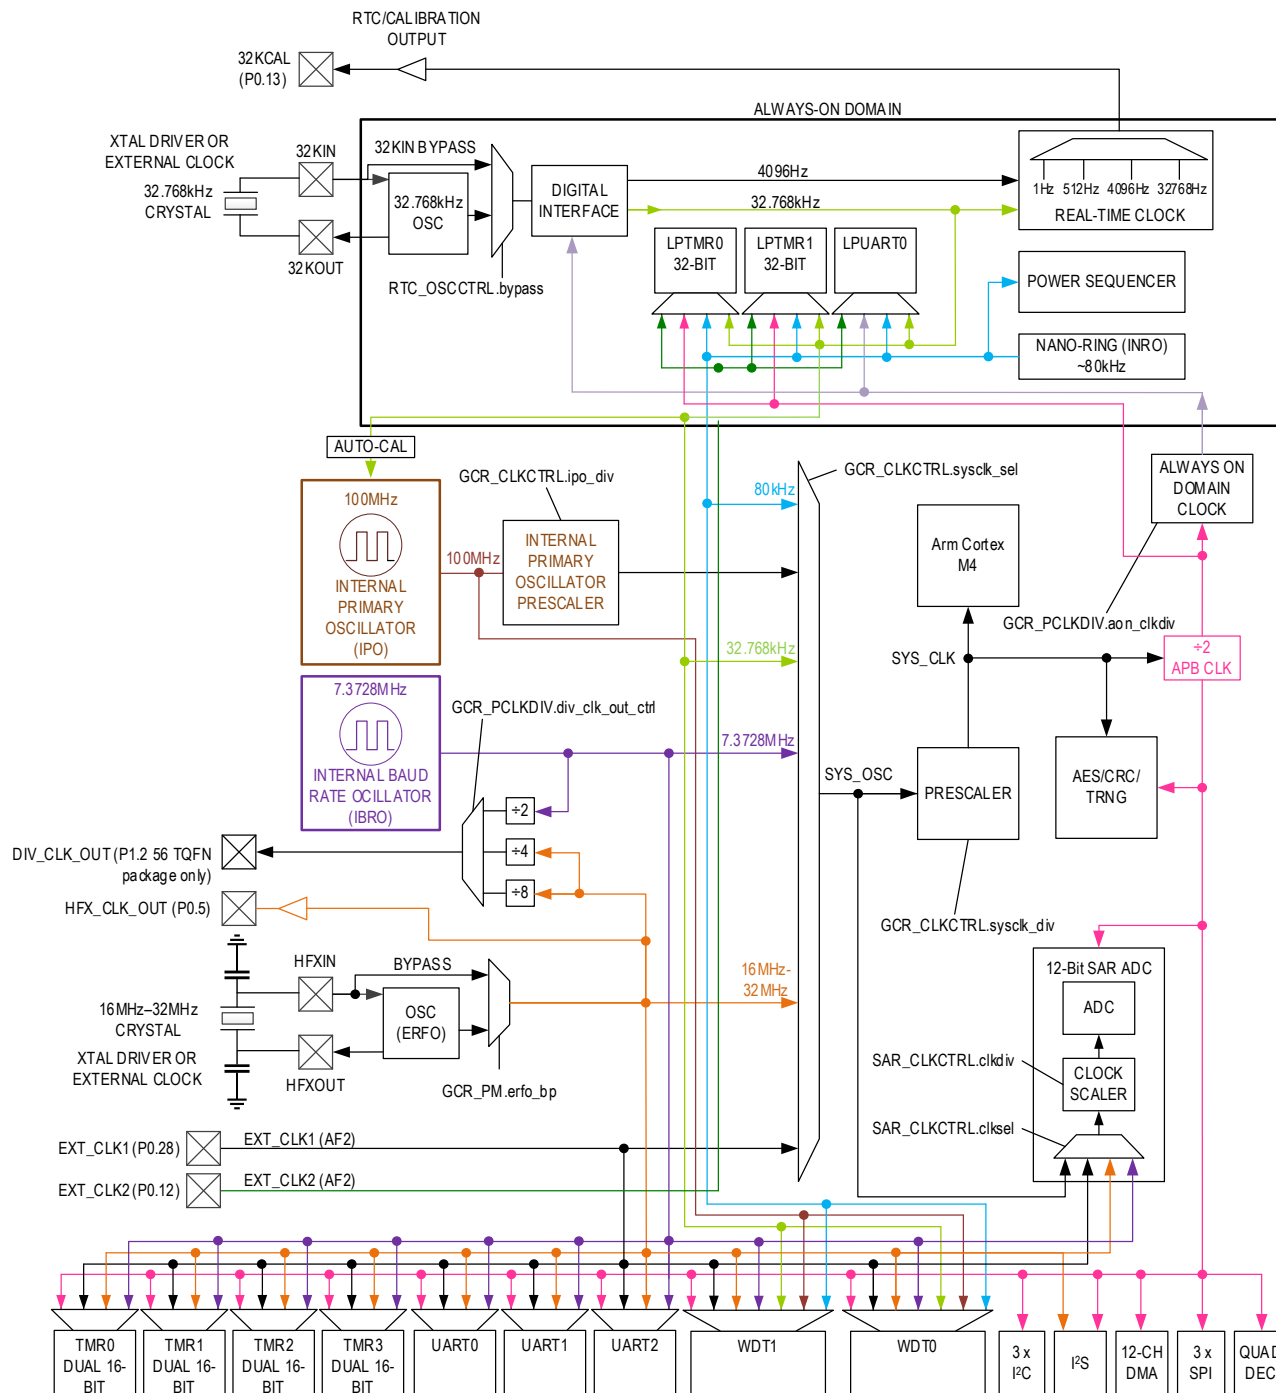 RTC/CALIBRATION
OUTPUT
32KCAL
(P0.13)
ALWAYS-ON DOMAIN
XTAL DRIVER OR
EXTERNAL CLOCK
32.768kHz
CRYSTAL
32KIN
32KOUT
32KIN BYPASS
32.768kHz
OSC
RTC_OSCCTRL.bypass
DIGITAL
INTERFACE
4096Hz
32.768kHz
1Hz
512Hz
4096Hz
32768Hz
REAL-TIME CLOCK
LPTMR0
32-BIT
LPTMR1
32-BIT
LPUART0
POWER SEQUENCER
NANO-RING (INRO)
~80kHz
AUTO-CAL
100MHz
INTERNAL
PRIMARY
OSCILLATOR
(IPO)
GCR_CLKCTRL.ipo_div
100MHz
INTERNAL
PRIMARY
OSCILLATOR
PRESCALER
GCR_CLKCTRL.sysclk_sel
80kHz
32.768kHz
7.3728MHz
16MHz-
32MHz
Arm Cortex
M4
ALWAYS ON
DOMAIN
CLOCK
GCR_PCLKDIV.aon_clkdiv
SYS_CLK
÷2
APB CLK
7.3728MHz
INTERNAL BAUD
RATE OCILLATOR
(IBRO)
GCR_PCLKDIV.div_clk_out_ctrl
÷2
÷4
÷8
SYS_OSC
PRESCALER
GCR_CLKCTRL.sysclk_div
AES/CRC/
TRNG
DIV_CLK_OUT (P1.2 56 TQFN
package only)
HFX_CLK_OUT (P0.5)
HFXIN
HFXOUT
16MHz–32MHz
CRYSTAL
XTAL DRIVER OR
EXTERNAL CLOCK
BYPASS
OSC
(ERFO)
GCR_PM.erfo_bp
12-Bit SAR ADC
ADC
CLOCK
SCALER
SAR_CLKCTRL.clkdiv
SAR_CLKCTRL.clksel
EXT_CLK1 (P0.28)
EXT_CLK1 (AF2)
EXT_CLK2 (P0.12)
EXT_CLK2 (AF2)
TMR0
DUAL 16-
BIT
TMR1
DUAL 16-
BIT
TMR2
DUAL 16-
BIT
TMR3
DUAL 16-
BIT
UART0
UART1
UART2
WDT1
WDT0
3 x
I²C
I²S
12-CH
DMA
3 x
SPI
QUAD
DEC